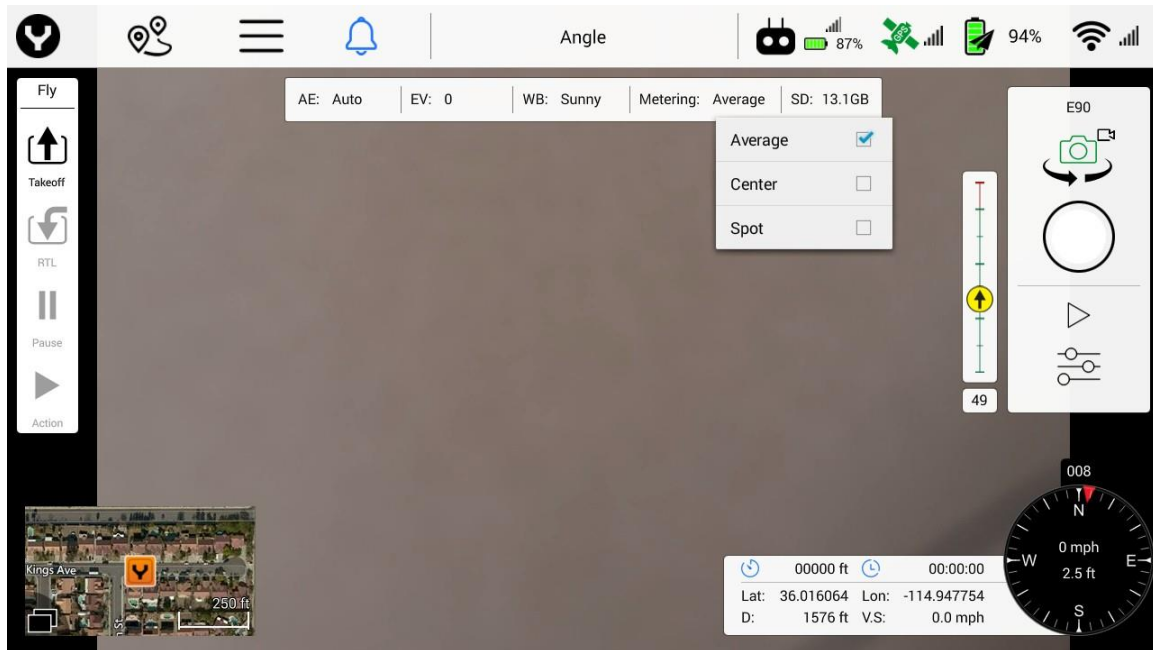 Angle
87%
GPS
94%
Fly
Takeoff
RTL
Pause
Action
AE: Auto EV: 0 WB: Sunny Metering: Average SD: 13.1GB
Average
Center
Spot
E90
49
008
N
W
E
S
0 mph
2.5 ft
Kings Ave
250 ft
00000 ft 00:00:00
Lat: 36.016064 Lon: -114.947754
D: 1576 ft V.S: 0.0 mph